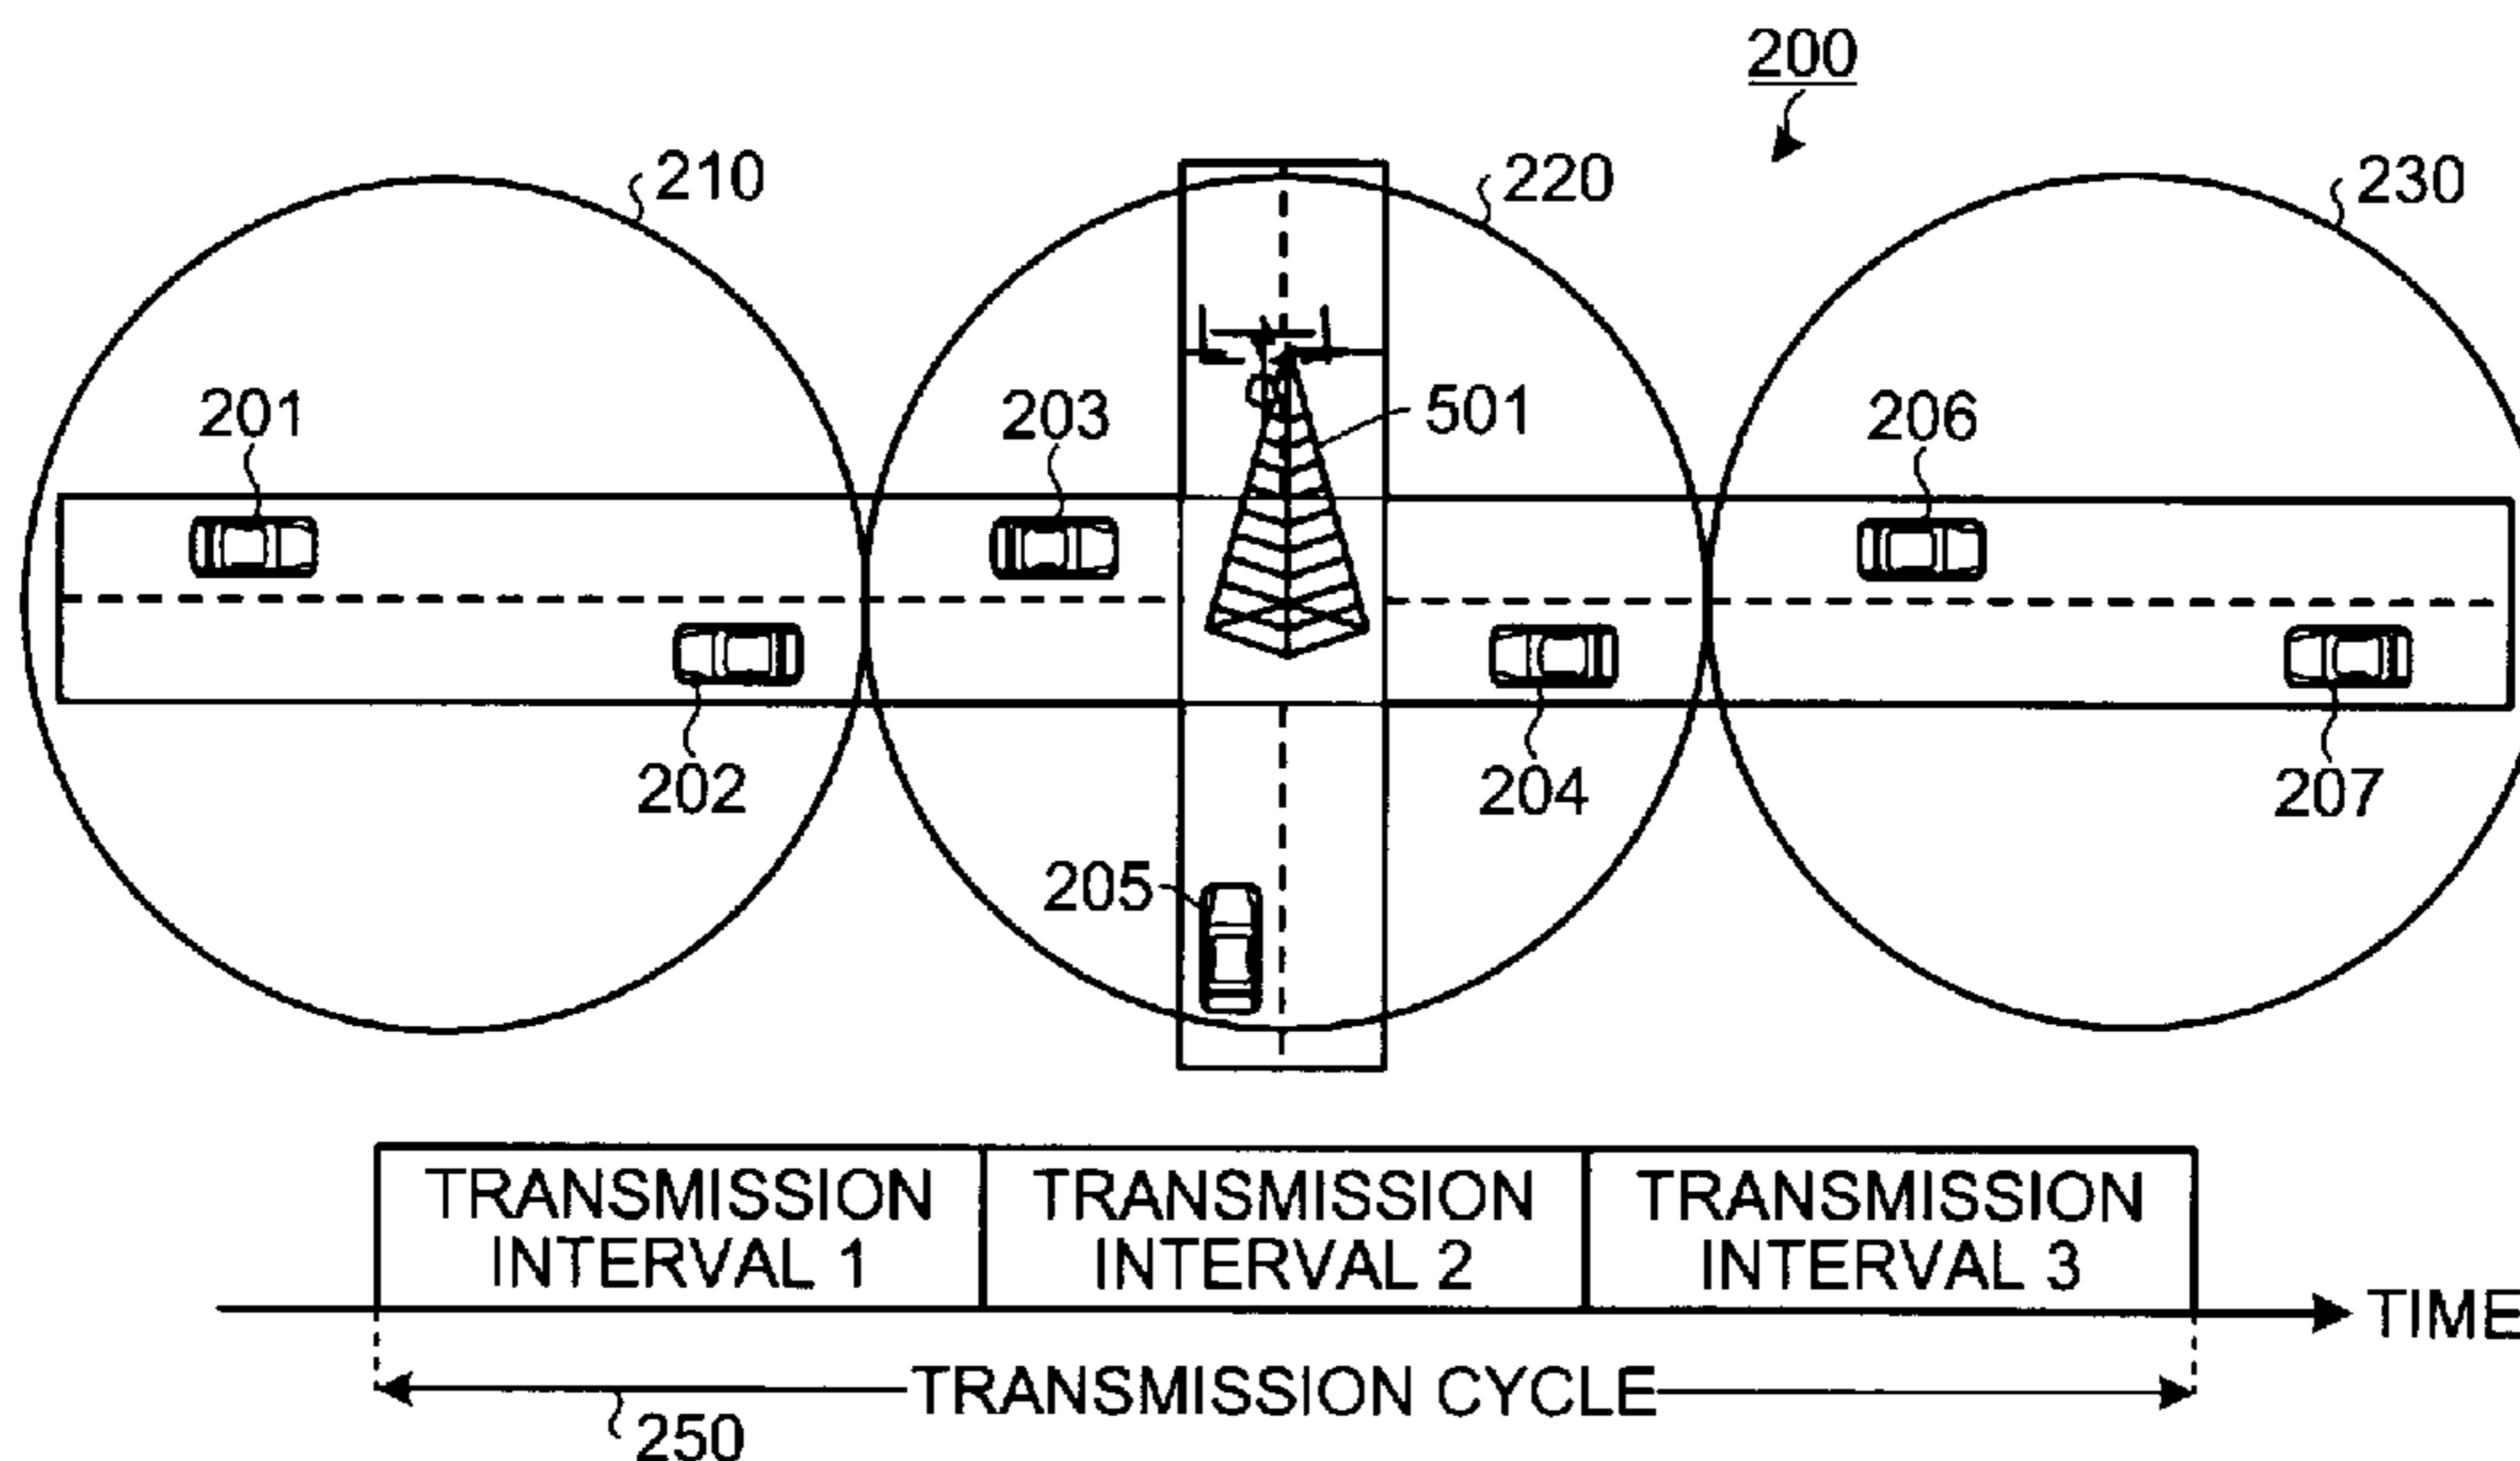 200
210
220
230
201
203
501
206
202
204
207
205
TRANSMISSION INTERVAL 1
TRANSMISSION INTERVAL 2
TRANSMISSION INTERVAL 3
TIME
TRANSMISSION CYCLE
250